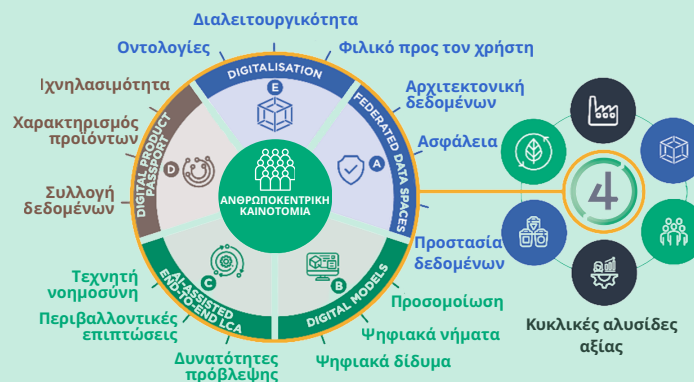 Διαλειτουργικότητα
Οντολογίες
Φιλικό προς τον χρήστη
DIGITALISATION
E
Ιχνηλασιμότητα
Αρχιτεκτονική
δεδομένων
Χαρακτηρισμός
προϊόντων
Ασφάλεια
DIGITAL PRODUCT
PASSPORT
D
FEDERATED DATA SPACES
A
ΑΝΘΡΩΠΟΚΕΝΤΡΙΚΗ
ΚΑΙΝΟΤΟΜΙΑ
4
Συλλογή
δεδομένων
Προστασία
δεδομένων
Τεχνητή
νοημοσύνη
C
AI-ASSISTED
END-TO-END LCA
B
DIGITAL MODELS
Προσομοίωση
Περιβαλλοντικές
επιπτώσεις
Ψηφιακά νήματα
Κυκλικές αλυσίδες
αξίας
Δυνατότητες
πρόβλεψης
Ψηφιακά δίδυμα